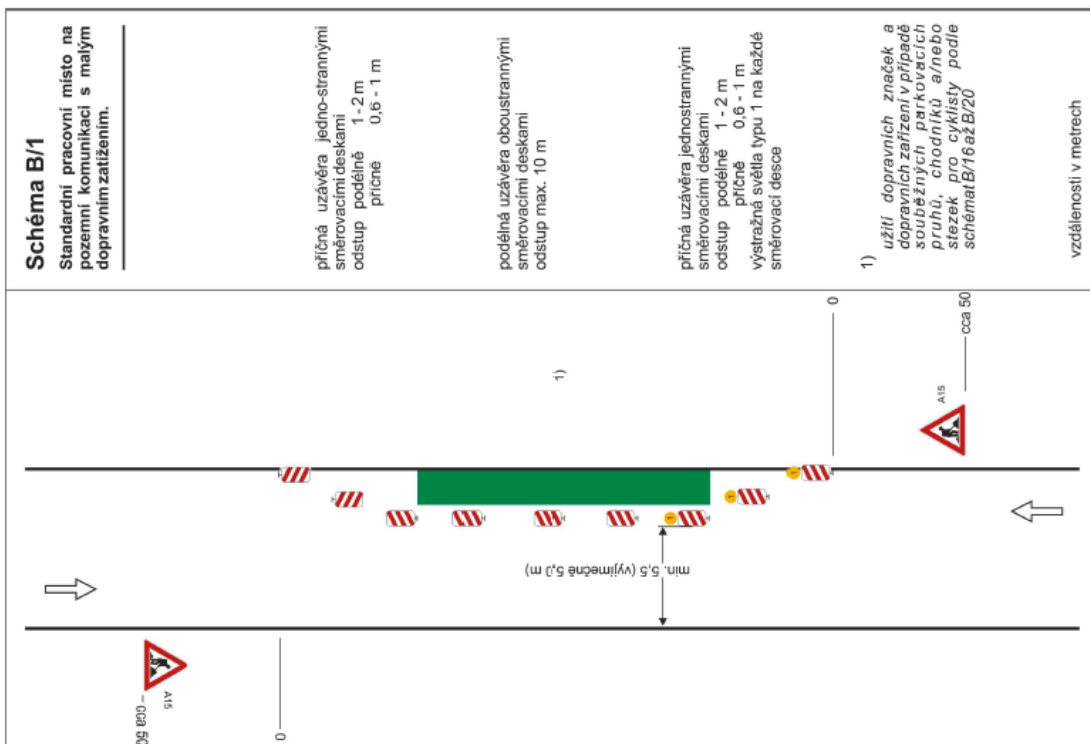 Schéma B/1
Standardní pracovní místo na
pozemní komunikaci s malým
dopravním zatížením.
příčná uzávěra jedno-strannými
směrovacími deskami
odstup podélně 1 - 2 m
příčně 0,6 - 1 m
podélná uzávěra oboustrannými
směrovacími deskami
odstup max. 10 m
příčná uzávěra jednostrannými
směrovacími deskami
odstup podélně 1 - 2 m
příčně 0,6 - 1 m
výstražná světla typu 1 na každé
směrovací desce
1)
užití dopravních značek a
dopravních zařízení v případě
souběžných parkovacích
pruhů, chodníků a/nebo
stezek pro cyklisty podle
schémat B/16 až B/20
vzdálenosti v metrech
1)
0
cca 50
A15
1
1
1
min. 5,5 (vyjímečně 5,0 m)
A15
cca 50
0